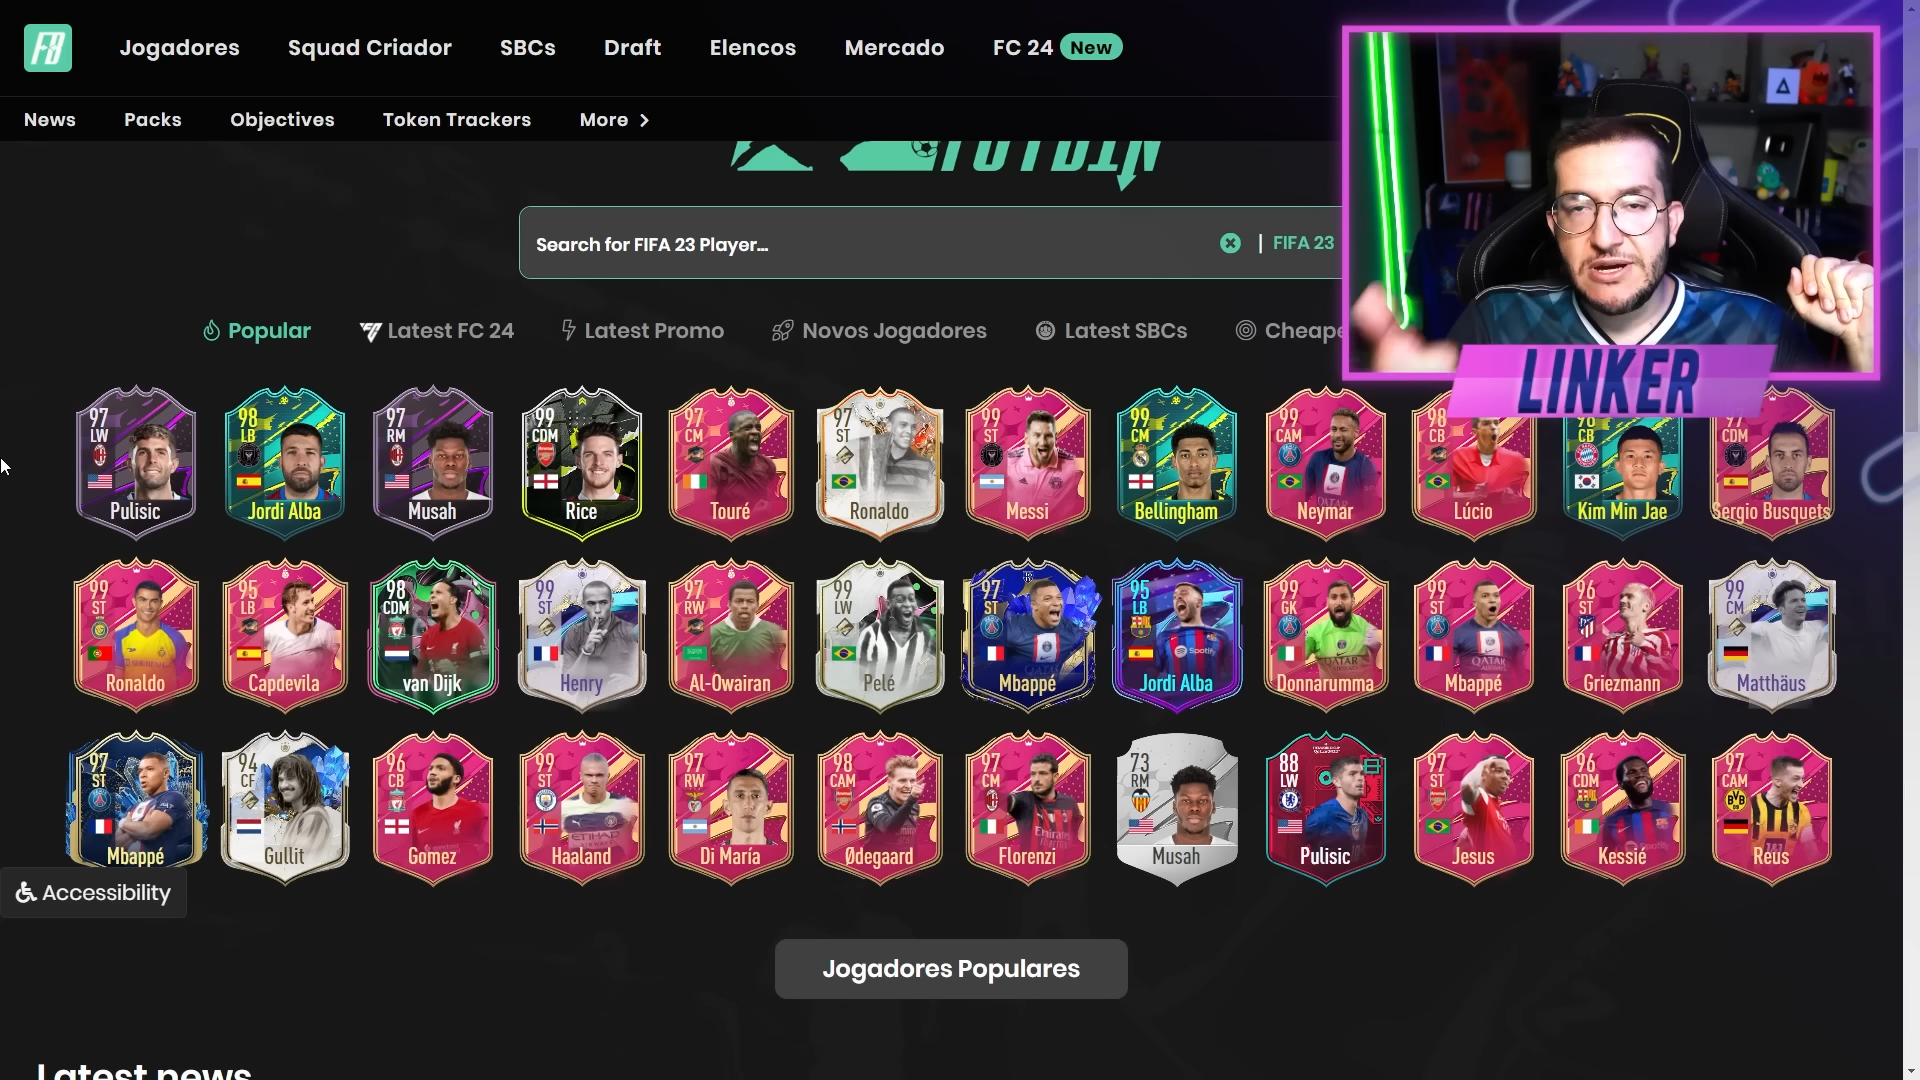 Jogadores
Squad Criador
SBCs
Draft
Elencos
Mercado
FC 24 New
News
Packs
Objectives
Token Trackers
More
Search for FIFA 23 Player...
| FIFA 23
LINKER
Popular
Latest FC 24
Latest Promo
Novos Jogadores
Latest SBCs
97 LW Pulisic
98 LB Jordi Alba
97 RM Musah
99 CDM Rice
97 CM Touré
97 ST Ronaldo
99 ST Messi
99 CM Bellingham
99 CAM Neymar
98 CB Lúcio
CB Kim Min Jae
97 CDM Sergio Busquets
99 ST Ronaldo
95 LB Capdevila
98 CDM van Dijk
99 ST Henry
97 RW Al-Owairan
99 LW Pelé
97 ST Mbappé
95 LB Jordi Alba
99 GK Donnarumma
99 ST Mbappé
96 ST Griezmann
99 CM Matthäus
97 ST Mbappé
94 CF Gullit
96 CB Gomez
99 ST Haaland
97 RW Di María
98 CAM Ødegaard
97 CM Florenzi
73 RM Musah
88 LW Pulisic
97 ST Jesus
96 CDM Kessié
97 CAM Reus
Accessibility
Jogadores Populares
Latest news